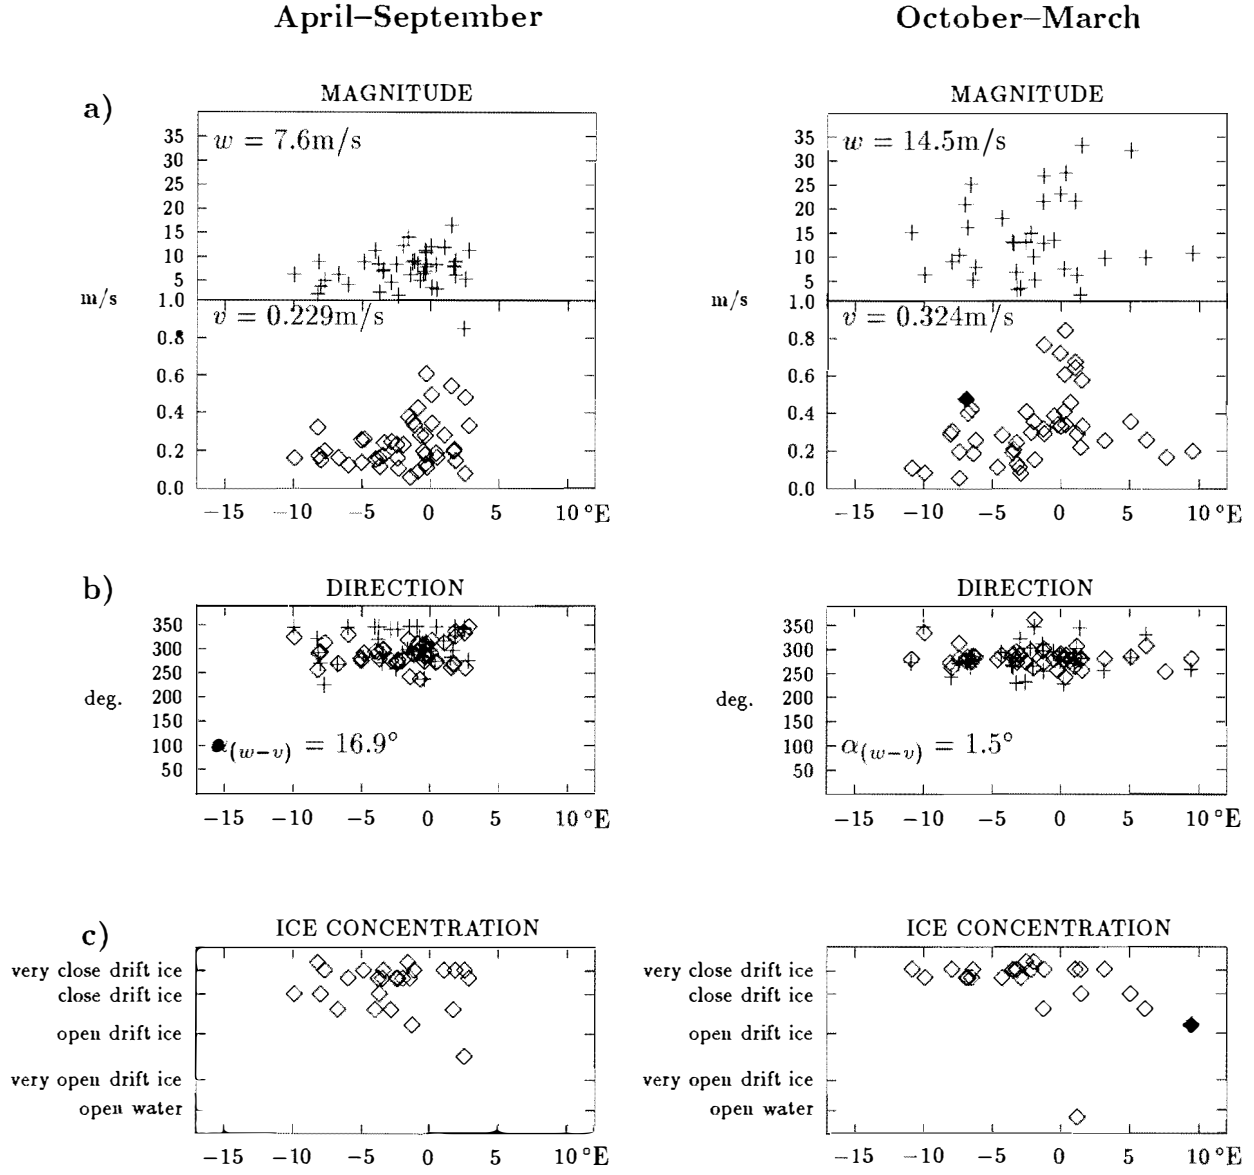 April–September October–March
a) MAGNITUDE MAGNITUDE
35 w = 7.6m/s 35 w = 14.5m/s
30 30
25 25
20 20
15 15
10 10
5 5
m/s 1.0 m/s 1.0
v = 0.229m/s v = 0.324m/s
0.8
0.6 0.6
0.4 0.4
0.2 0.2
0.0 0.0
−15 −10 −5 0 5 10 °E −15 −10 −5 0 5 10 °E
b) DIRECTION DIRECTION
350 350
300 300
250 250
deg. 200 deg. 200
150 150
100 (w−v) = 16.9° 100 α(w−v) = 1.5°
50 50
−15 −10 −5 0 5 10 °E −15 −10 −5 0 5 10 °E
c) ICE CONCENTRATION ICE CONCENTRATION
very close drift ice very close drift ice
close drift ice close drift ice
open drift ice open drift ice
very open drift ice very open drift ice
open water open water
−15 −10 −5 0 5 10 °E −15 −10 −5 0 5 10 °E